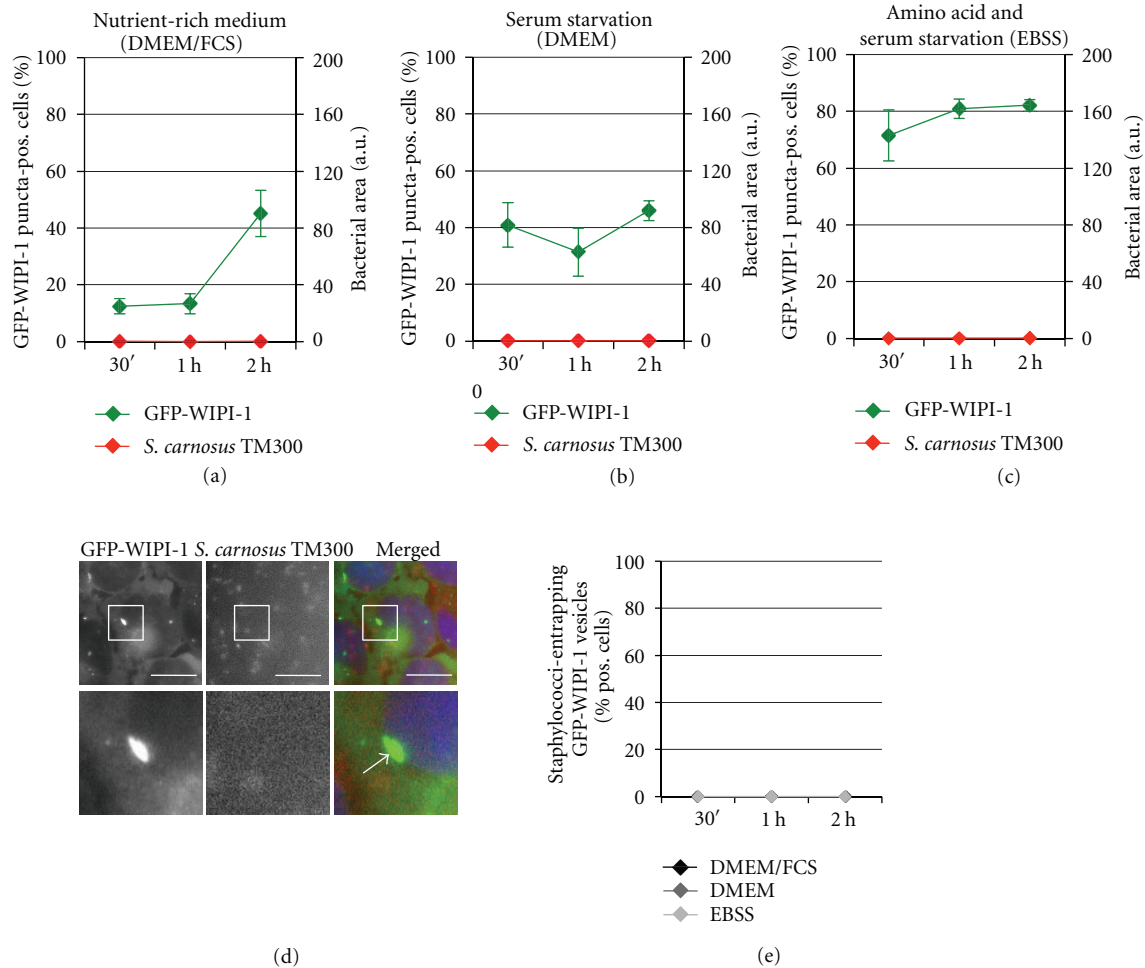 Nutrient-rich medium
(DMEM/FCS)
GFP-WIPI-1 puncta-pos. cells (%)
100
80
60
40
20
0
200
160
120
80
40
0
Bacterial area (a.u.)
30′ 1 h 2 h
GFP-WIPI-1
S. carnosus TM300
(a)
Serum starvation
(DMEM)
GFP-WIPI-1 puncta-pos. cells (%)
100
80
60
40
20
0
200
160
120
80
40
0
Bacterial area (a.u.)
30′ 1 h 2 h
0
GFP-WIPI-1
S. carnosus TM300
(b)
Amino acid and
serum starvation (EBSS)
GFP-WIPI-1 puncta-pos. cells (%)
100
80
60
40
20
0
200
160
120
80
40
0
Bacterial area (a.u.)
30′ 1 h 2 h
GFP-WIPI-1
S. carnosus TM300
(c)
GFP-WIPI-1 S. carnosus TM300 Merged
(d)
Staphylococci-entrapping
GFP-WIPI-1 vesicles
(% pos. cells)
100
80
60
40
20
0
30′ 1 h 2 h
DMEM/FCS
DMEM
EBSS
(e)